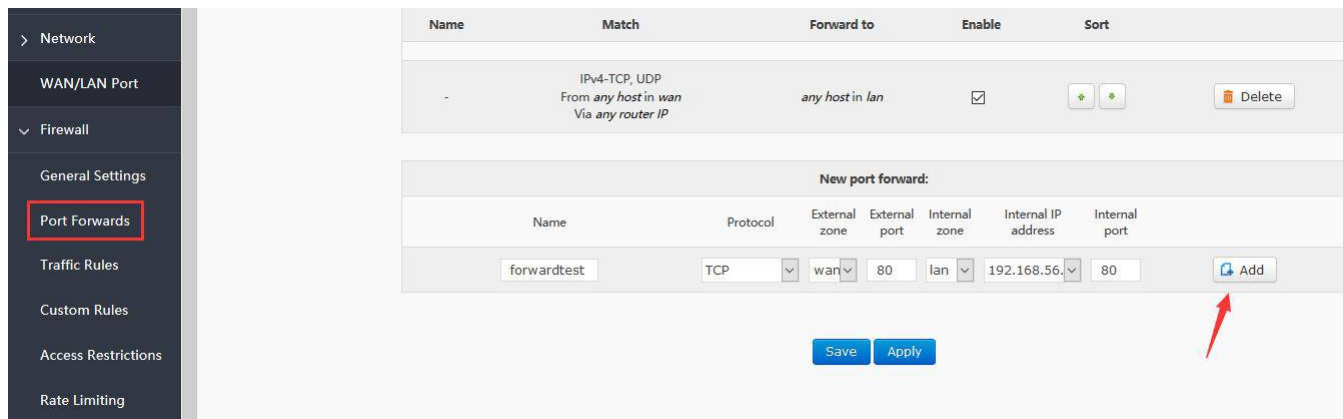 Network
WAN/LAN Port
Firewall
General Settings
Port Forwards
Traffic Rules
Custom Rules
Access Restrictions
Rate Limiting
Name Match Forward to Enable Sort
IPv4-TCP, UDP
From any host in wan
Via any router IP
- any host in lan Delete
New port forward:
Name Protocol External zone External port Internal zone Internal IP address Internal port
forwardtest TCP wan 80 lan 192.168.56. 80 Add
Save Apply